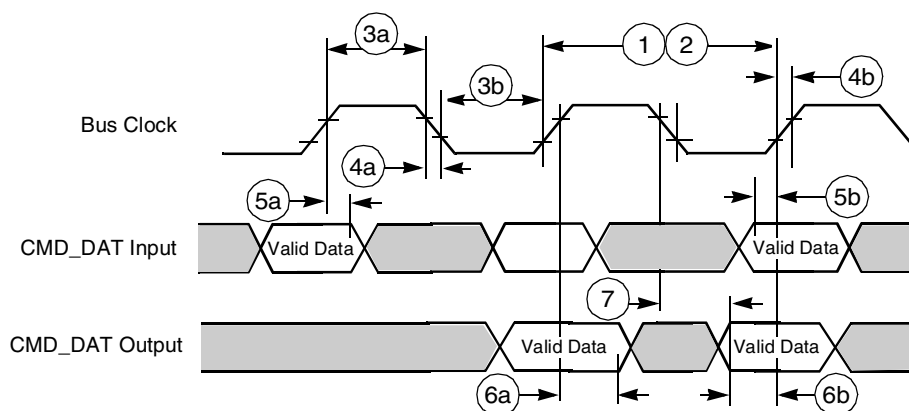 3a
1 2
3b
4b
Bus Clock
4a
5a
5b
CMD_DAT Input
Valid Data
Valid Data
7
CMD_DAT Output
Valid Data
Valid Data
6a
6b